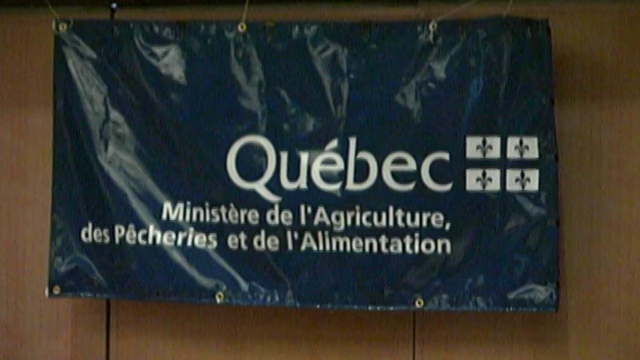 Québec
Ministère de l'Agriculture,
des Pêcheries et de l'Alimentation